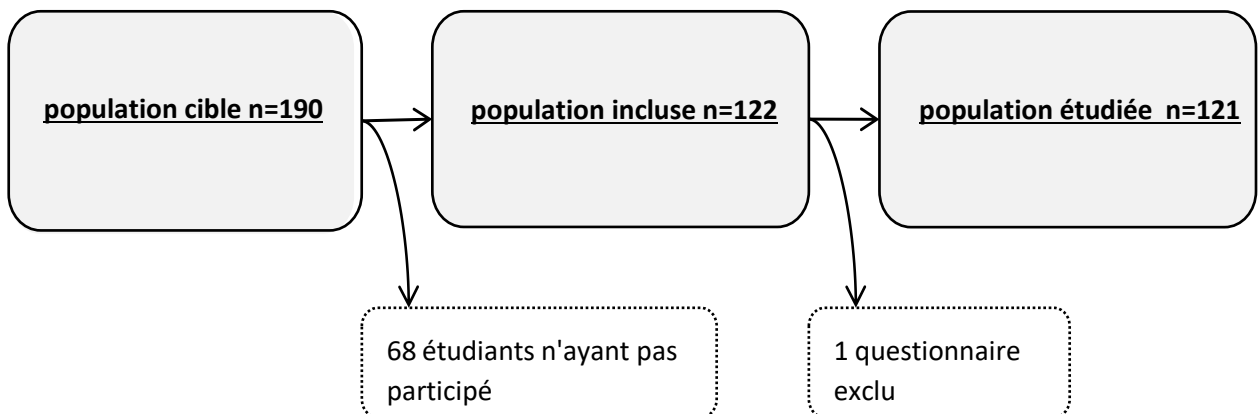 population cible n=190
population incluse n=122
population étudiée n=121
68 étudiants n'ayant pas
participé
1 questionnaire
exclu